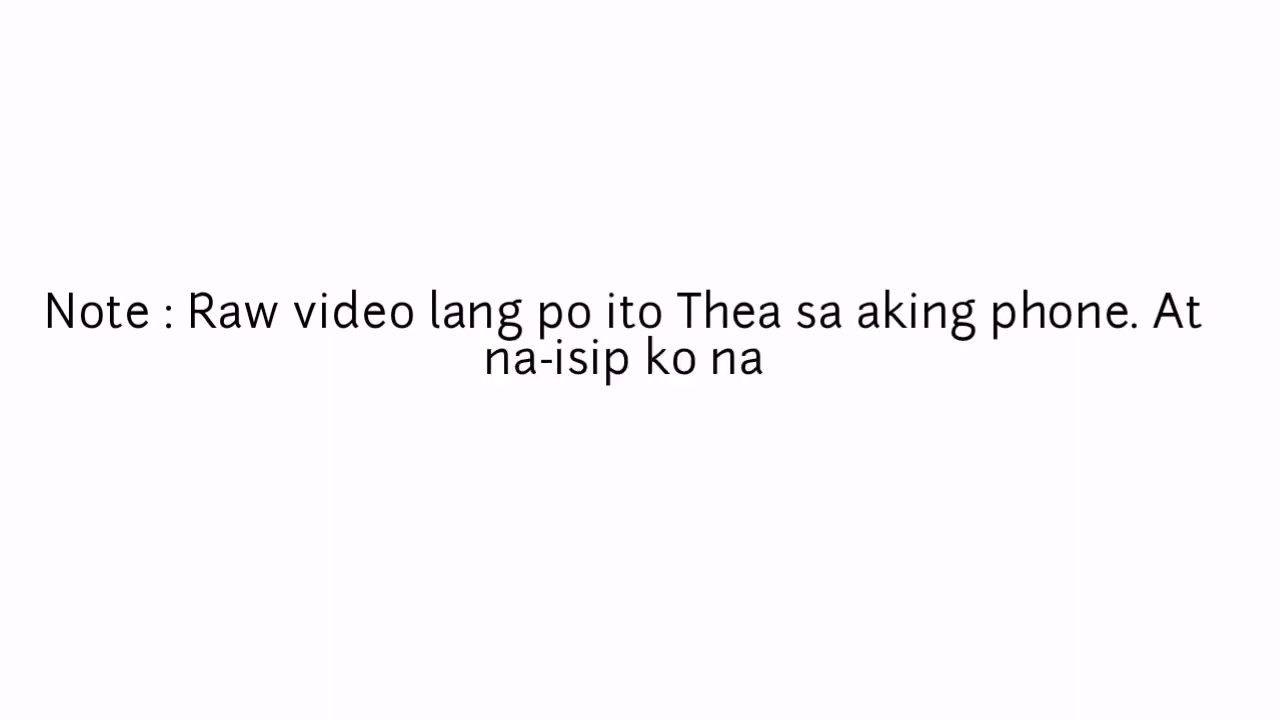 Note : Raw video lang po ito Thea sa aking phone. At
na-isip ko na